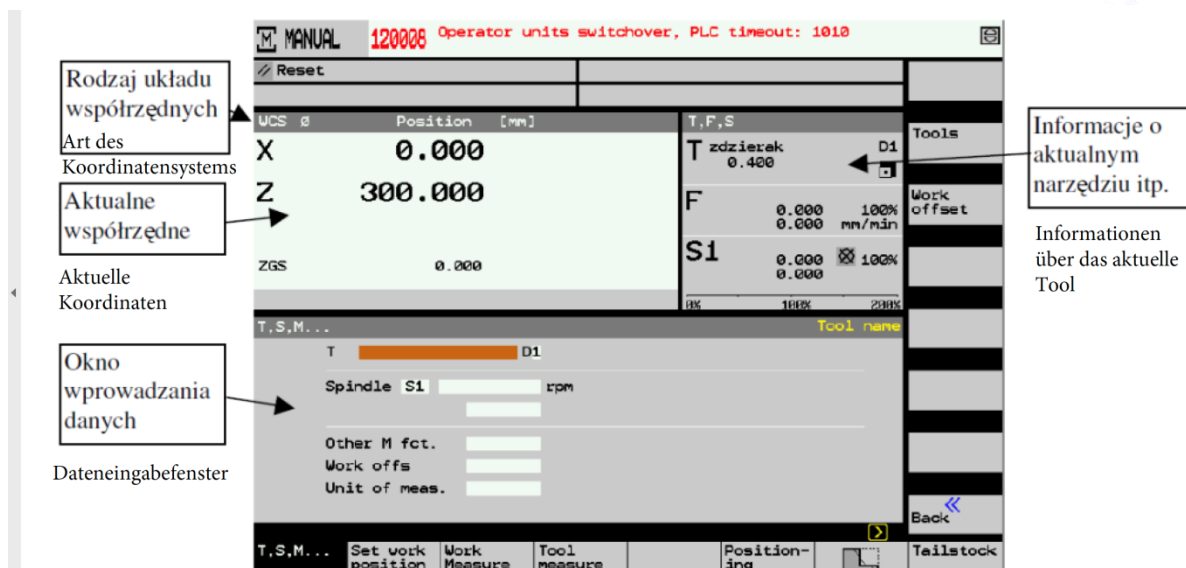 MANUAL 120008 Operator units switchover, PLC timeout: 1010
// Reset
Rodzaj układu
współrzędnych
Art des
Koordinatensystems
Aktualne
współrzędne
Aktuelle
Koordinaten
Okno
wprowadzania
danych
Dateneingabefenster
WCS Ø Position [mm]
X 0.000
Z 300.000
ZGS 0.000
T,F,S
T zdzierak D1
0.400
F 0.000 100%
0.000 mm/min
S1 0.000 100%
0.000
0% 100% 200%
T,S,M... Tool name
T D1
Spindle S1 rpm
Other M fct.
Work offs
Unit of meas.
Tools
Work
offset
«
Back
Informacje o
aktualnym
narzędziu itp.
Informationen
über das aktuelle
Tool
T,S,M... Set work Work Tool Position- Tailstock
position Measure measure ing